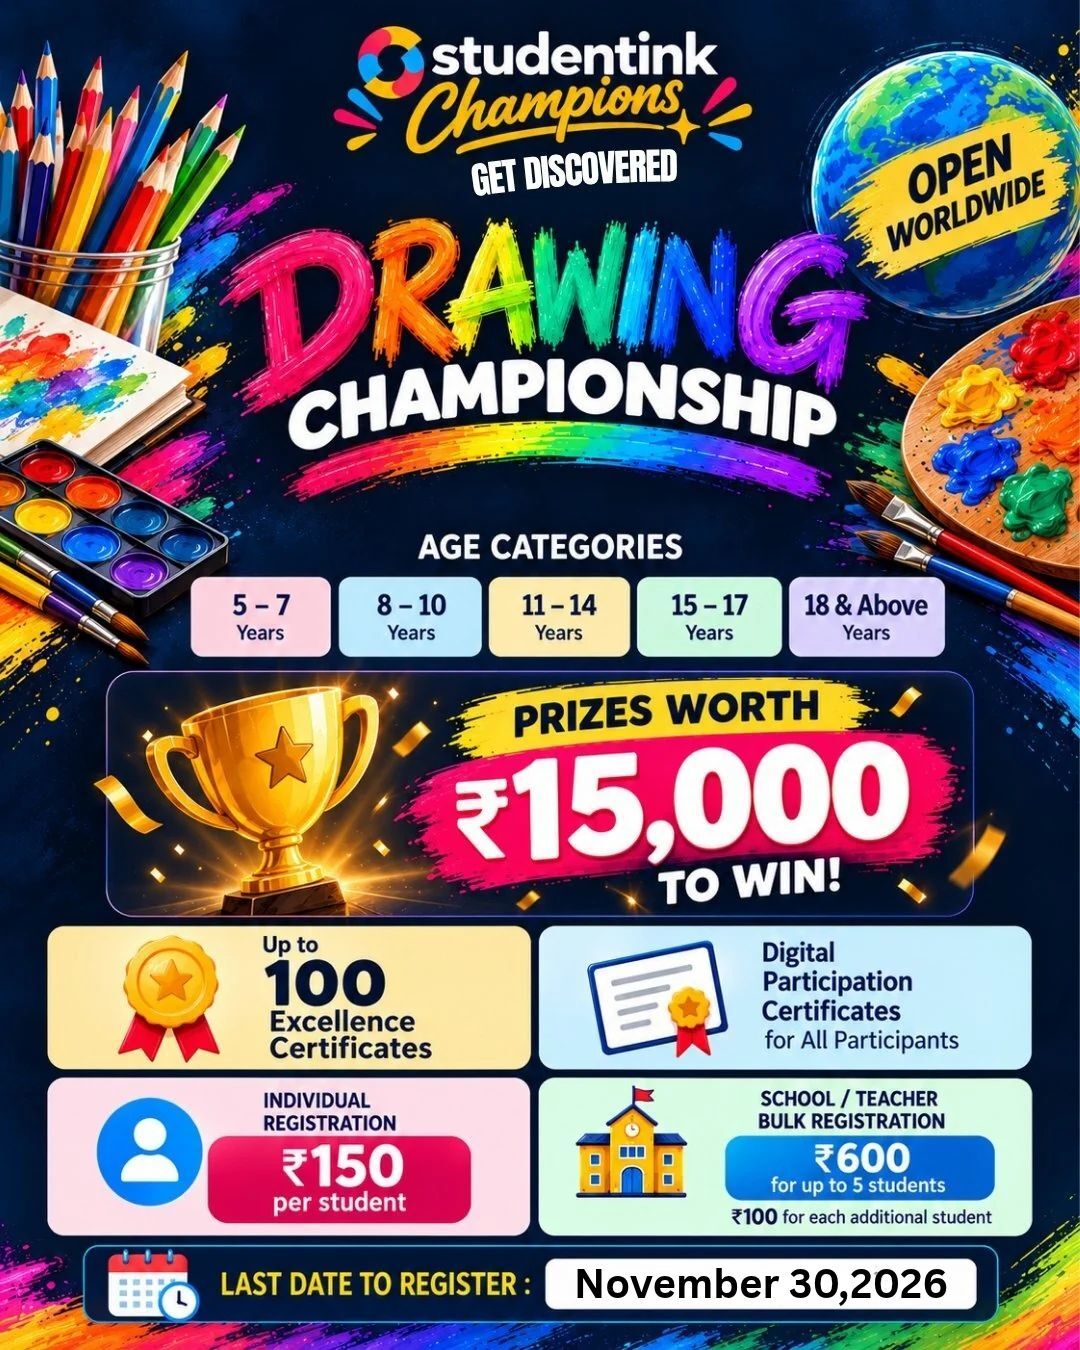 studentink
Champions
GET DISCOVERED
OPEN
WORLDWIDE
DRAWING
CHAMPIONSHIP
AGE CATEGORIES
5 – 7
Years
8 – 10
Years
11 – 14
Years
15 – 17
Years
18 & Above
Years
PRIZES WORTH
₹15,000
TO WIN!
Up to
100
Excellence
Certificates
Digital
Participation
Certificates
for All Participants
INDIVIDUAL
REGISTRATION
₹150
per student
SCHOOL / TEACHER
BULK REGISTRATION
₹600
for up to 5 students
₹100 for each additional student
LAST DATE TO REGISTER : November 30,2026